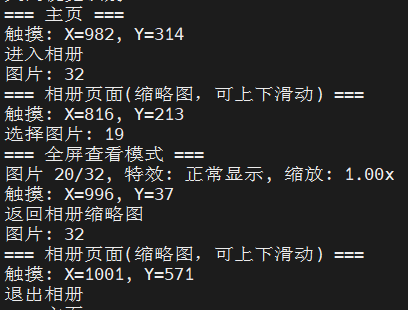 === 主页 ===
触摸: X=982, Y=314
进入相册
图片: 32
=== 相册页面(缩略图，可上下滑动) ===
触摸: X=816, Y=213
选择图片: 19
=== 全屏查看模式 ===
图片 20/32, 特效: 正常显示, 缩放: 1.00x
触摸: X=996, Y=37
返回相册缩略图
图片: 32
=== 相册页面(缩略图，可上下滑动) ===
触摸: X=1001, Y=571
退出相册